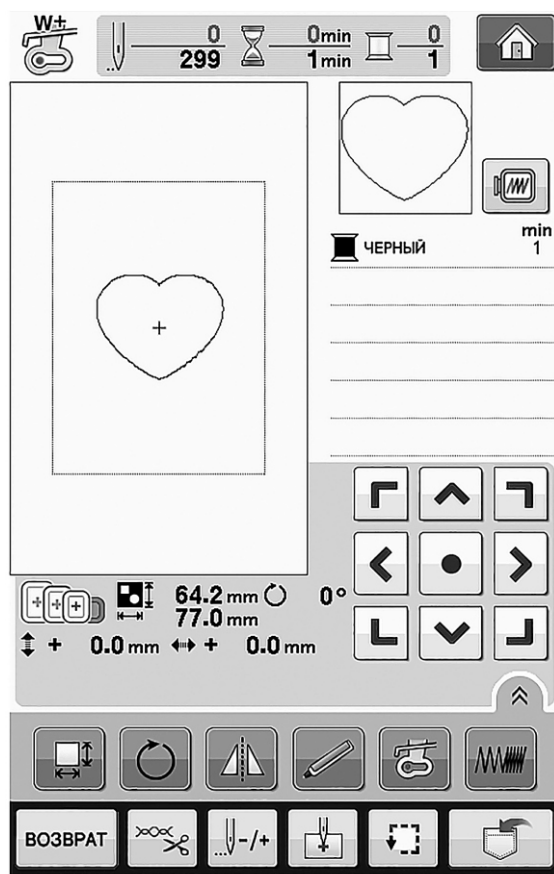 W+
0 0min 0
299 1min 1
min
ЧЕРНЫЙ 1
64.2 mm 0°
77.0 mm
+ 0.0 mm + 0.0 mm
ВОЗВРАТ -/+